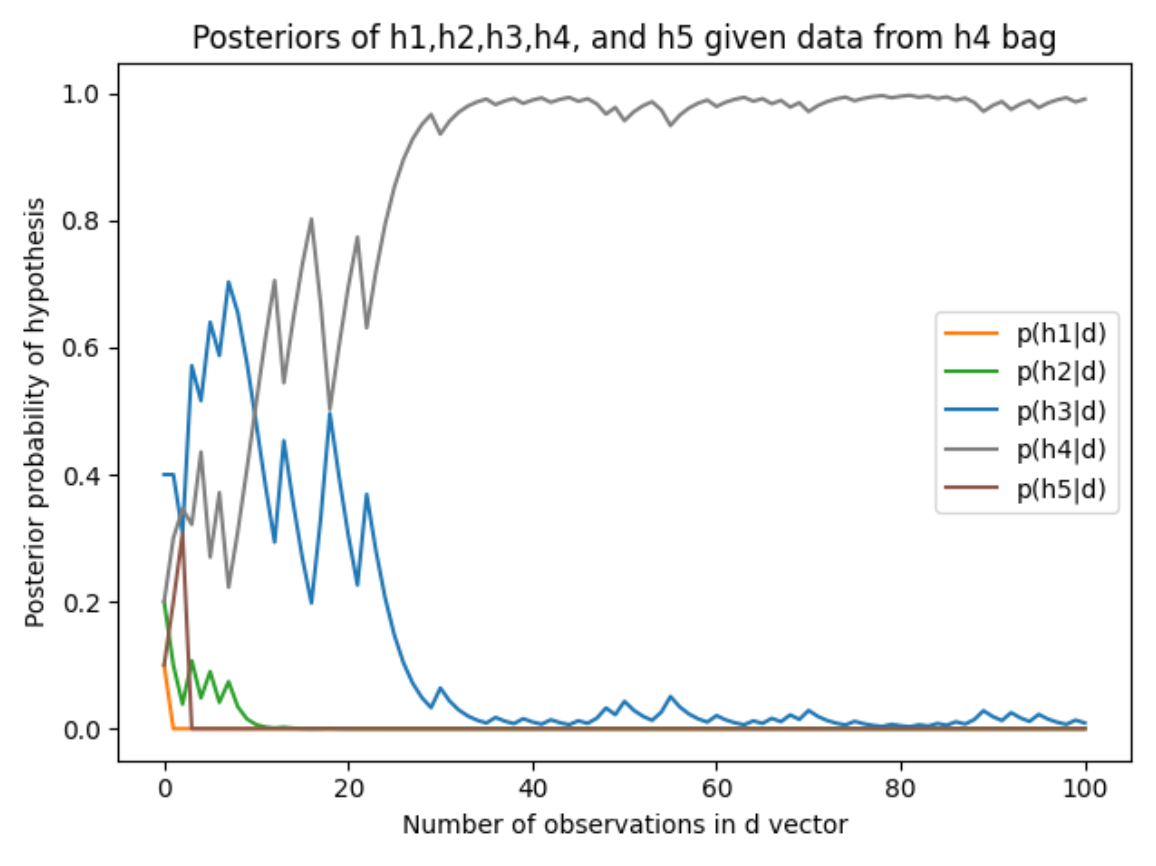 Posteriors of h1,h2,h3,h4, and h5 given data from h4 bag
Posterior probability of hypothesis
1.0
0.8
0.6
0.4
0.2
0.0
p(h1|d)
p(h2|d)
p(h3|d)
p(h4|d)
p(h5|d)
0 20 40 60 80 100
Number of observations in d vector